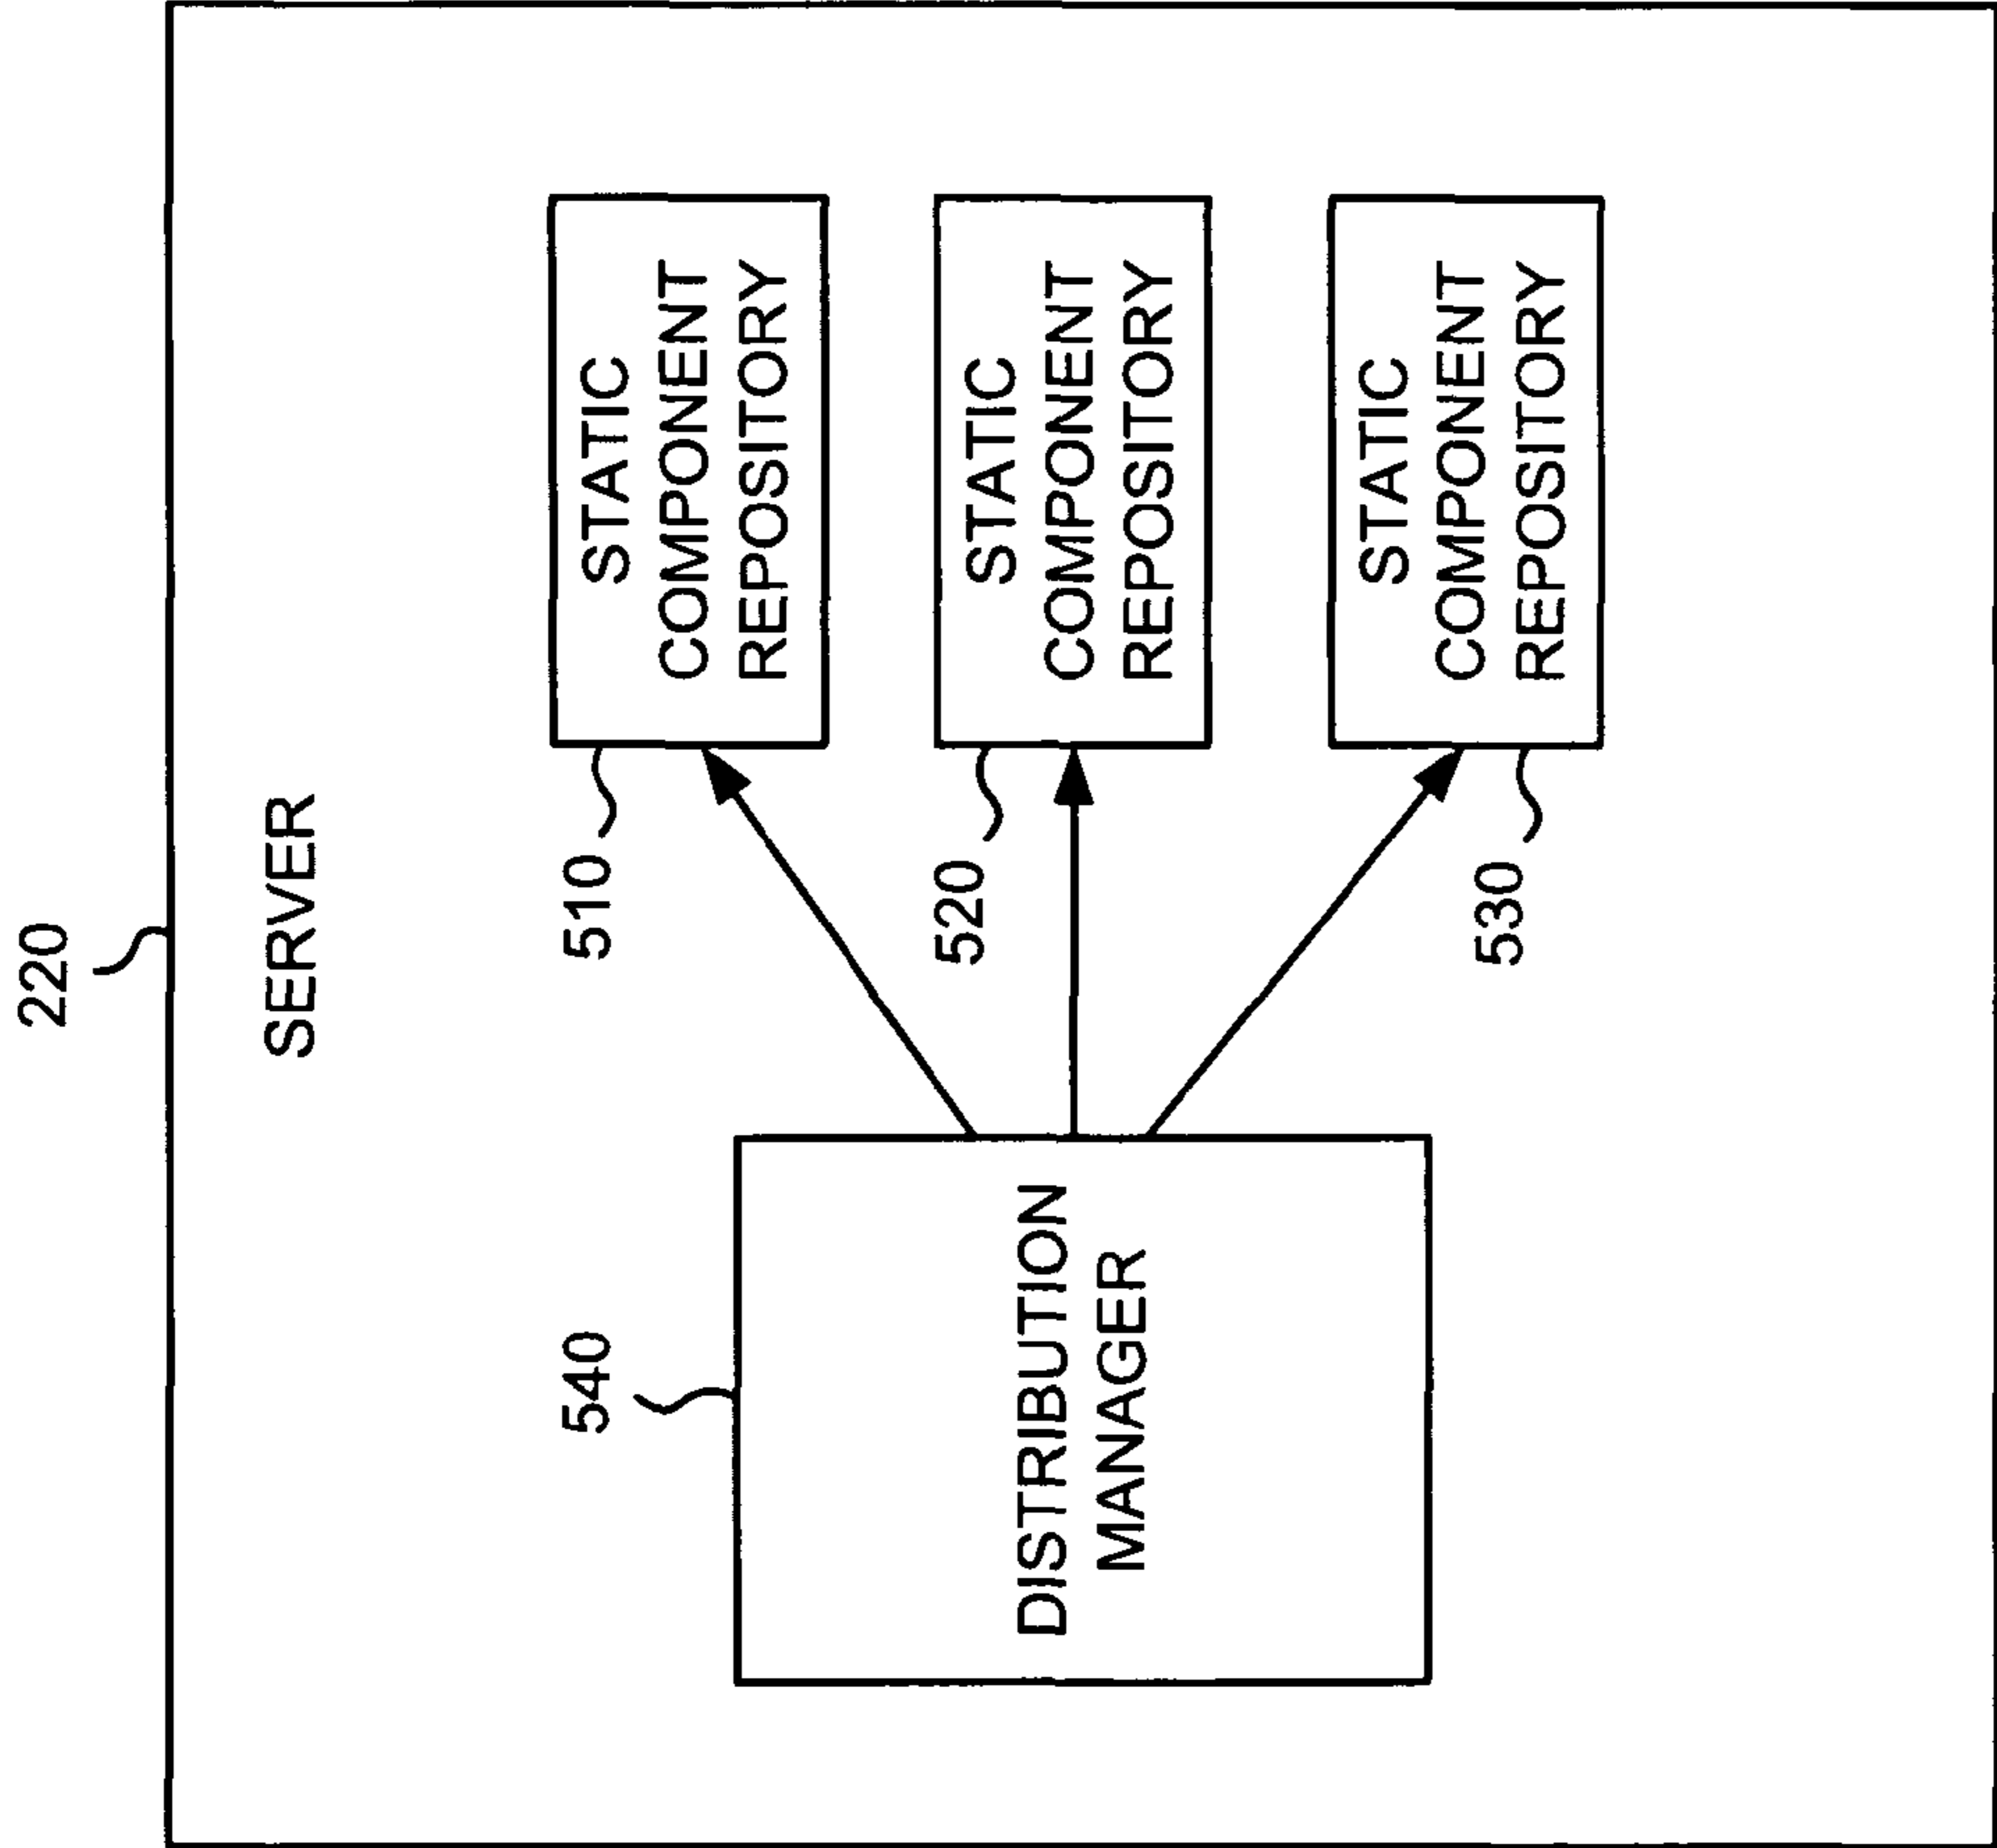 220
SERVER
540
DISTRIBUTION
MANAGER
510
STATIC
COMPONENT
REPOSITORY
520
STATIC
COMPONENT
REPOSITORY
530
STATIC
COMPONENT
REPOSITORY